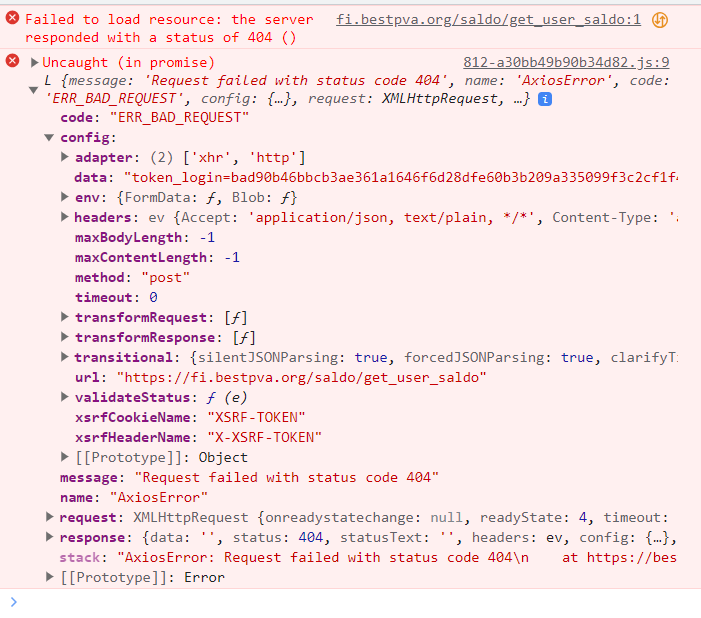 Failed to load resource: the server fi.bestpva.org/saldo/get_user_saldo:1
responded with a status of 404 ()
Uncaught (in promise) 812-a30bb49b90b34d82.js:9
L {message: 'Request failed with status code 404', name: 'AxiosError', code:
'ERR_BAD_REQUEST', config: {…}, request: XMLHttpRequest, …} i
code: "ERR_BAD_REQUEST"
config:
adapter: (2) ['xhr', 'http']
data: "token_login=bad90b46bbcb3ae361a1646f6d28dfe60b3b209a335099f3c2cf1f4
env: {FormData: ƒ, Blob: ƒ}
headers: ev {Accept: 'application/json, text/plain, */*', Content-Type: 'a
maxBodyLength: -1
maxContentLength: -1
method: "post"
timeout: 0
transformRequest: [ƒ]
transformResponse: [ƒ]
transitional: {silentJSONParsing: true, forcedJSONParsing: true, clarifyTi
url: "https://fi.bestpva.org/saldo/get_user_saldo"
validateStatus: ƒ (e)
xsrfCookieName: "XSRF-TOKEN"
xsrfHeaderName: "X-XSRF-TOKEN"
[[Prototype]]: Object
message: "Request failed with status code 404"
name: "AxiosError"
request: XMLHttpRequest {onreadystatechange: null, readyState: 4, timeout:
response: {data: '', status: 404, statusText: '', headers: ev, config: {…},
stack: "AxiosError: Request failed with status code 404\n    at https://bes
[[Prototype]]: Error